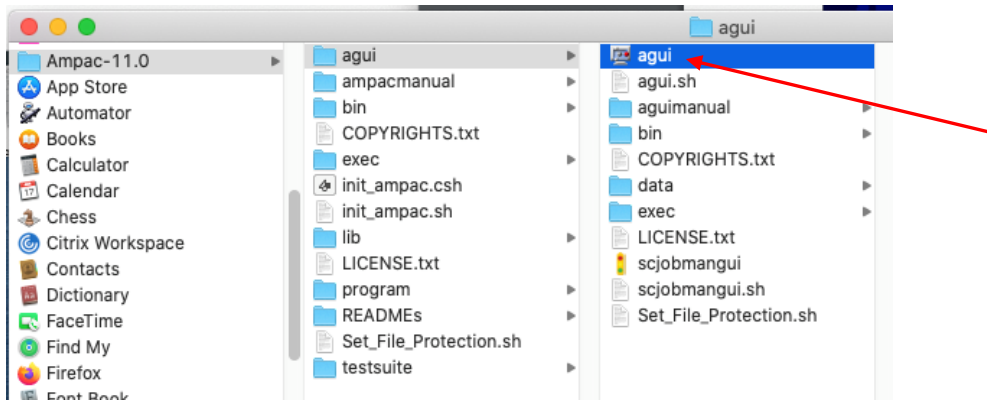 agui
Ampac-11.0
App Store
Automator
Books
Calculator
Calendar
Chess
Citrix Workspace
Contacts
Dictionary
FaceTime
Find My
Firefox
Font Book
agui
ampacmanual
bin
COPYRIGHTS.txt
exec
init_ampac.csh
init_ampac.sh
lib
LICENSE.txt
program
READMEs
Set_File_Protection.sh
testsuite
agui
agui.sh
aguimanual
bin
COPYRIGHTS.txt
data
exec
LICENSE.txt
scjobmangui
scjobmangui.sh
Set_File_Protection.sh